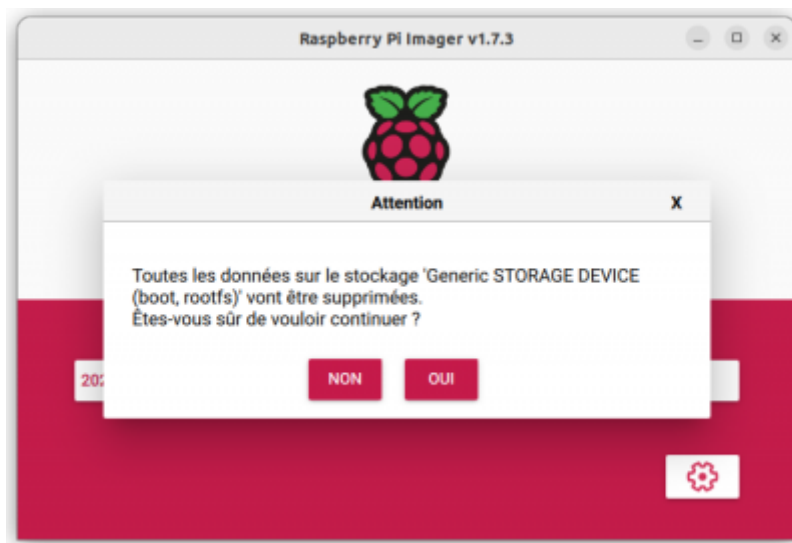 Raspberry Pi Imager v1.7.3
Attention
X
Toutes les données sur le stockage 'Generic STORAGE DEVICE
(boot, rootfs)' vont être supprimées.
Êtes-vous sûr de vouloir continuer ?
NON
OUI